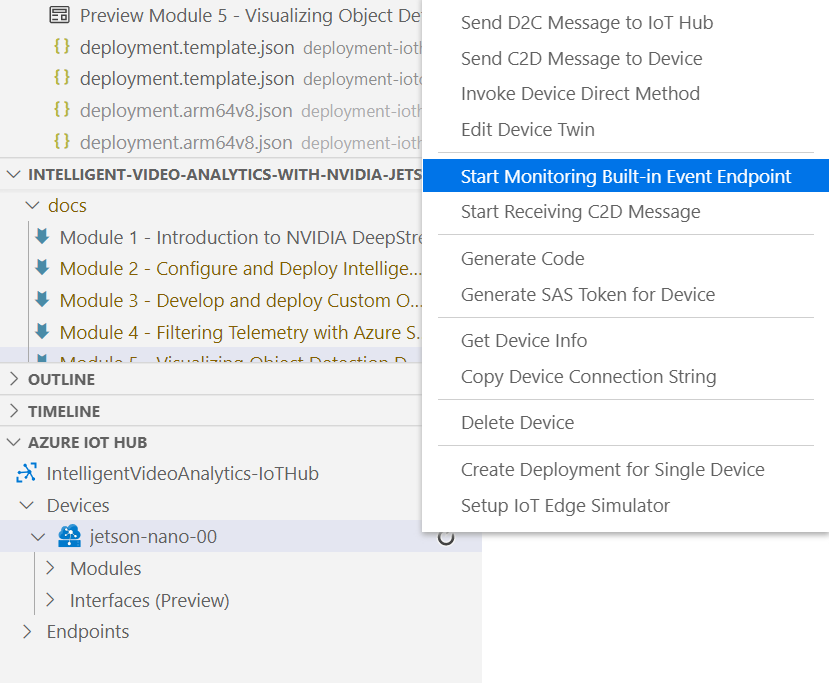 Preview Module 5 - Visualizing Object De
{} deployment.template.json deployment-ioth
{} deployment.template.json deployment-iot
{} deployment.arm64v8.json deployment-ioth
{} deployment.arm64v8.json deployment-ioth
INTELLIGENT-VIDEO-ANALYTICS-WITH-NVIDIA-JETS
docs
Module 1 - Introduction to NVIDIA DeepStre
Module 2 - Configure and Deploy Intellige...
Module 3 - Develop and deploy Custom O...
Module 4 - Filtering Telemetry with Azure S...
Module 5 - Visualizing Object Detection D
OUTLINE
TIMELINE
AZURE IOT HUB
IntelligentVideoAnalytics-IoTHub
Devices
jetson-nano-00
Modules
Interfaces (Preview)
Endpoints
Send D2C Message to IoT Hub
Send C2D Message to Device
Invoke Device Direct Method
Edit Device Twin
Start Monitoring Built-in Event Endpoint
Start Receiving C2D Message
Generate Code
Generate SAS Token for Device
Get Device Info
Copy Device Connection String
Delete Device
Create Deployment for Single Device
Setup IoT Edge Simulator